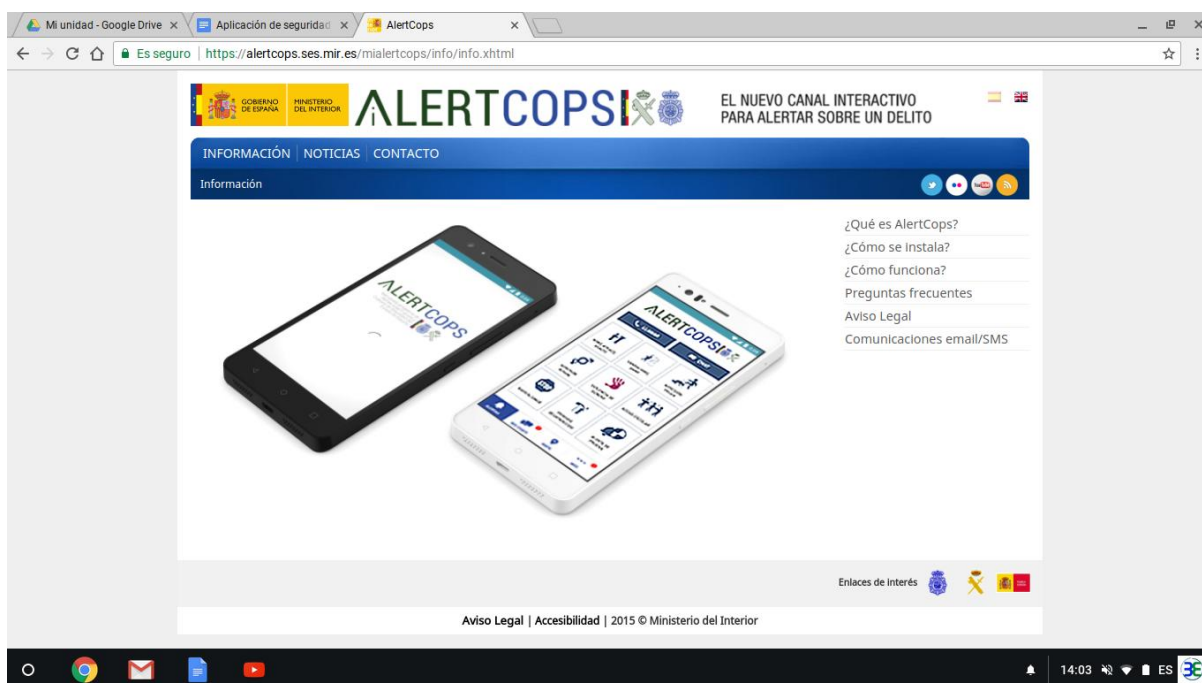 Mi unidad - Google Drive
Aplicación de seguridad
AlertCops
Es seguro
https://alertcops.ses.mir.es/mialertcops/info/info.xhtml
GOBIERNO DE ESPAÑA
MINISTERIO DEL INTERIOR
ALERTCOPS
EL NUEVO CANAL INTERACTIVO
PARA ALERTAR SOBRE UN DELITO
INFORMACIÓN NOTICIAS CONTACTO
Información
¿Qué es AlertCops?
¿Cómo se instala?
¿Cómo funciona?
Preguntas frecuentes
Aviso Legal
Comunicaciones email/SMS
ALERTCOPS
ALERTCOPS
STOP
Enlaces de interés
Aviso Legal | Accesibilidad | 2015 © Ministerio del Interior
14:03
ES